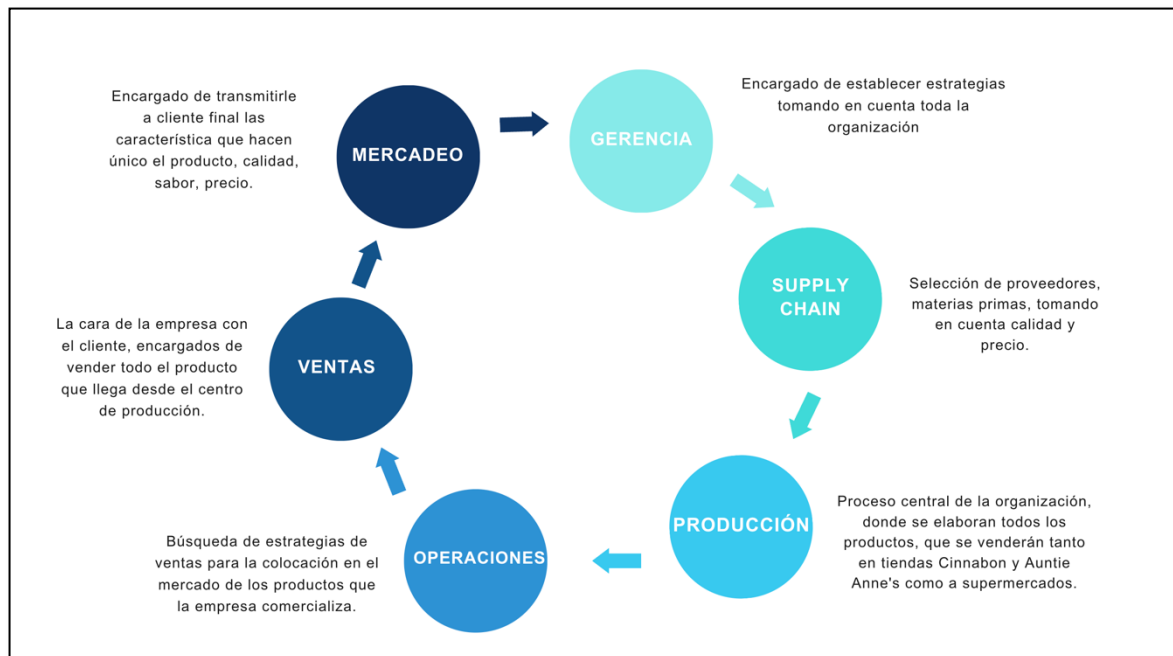 MERCADEO
Encargado de transmitirle
a cliente final las
característica que hacen
único el producto, calidad,
sabor, precio.
GERENCIA
Encargado de establecer estrategias
tomando en cuenta toda la
organización
SUPPLY
CHAIN
Selección de proveedores,
materias primas, tomando
en cuenta calidad y
precio.
PRODUCCIÓN
Proceso central de la organización,
donde se elaboran todos los
productos, que se venderán tanto
en tiendas Cinnabon y Auntie
Anne's como a supermercados.
OPERACIONES
Búsqueda de estrategias de
ventas para la colocación en el
mercado de los productos que
la empresa comercializa.
VENTAS
La cara de la empresa con
el cliente, encargados de
vender todo el producto
que llega desde el centro
de producción.